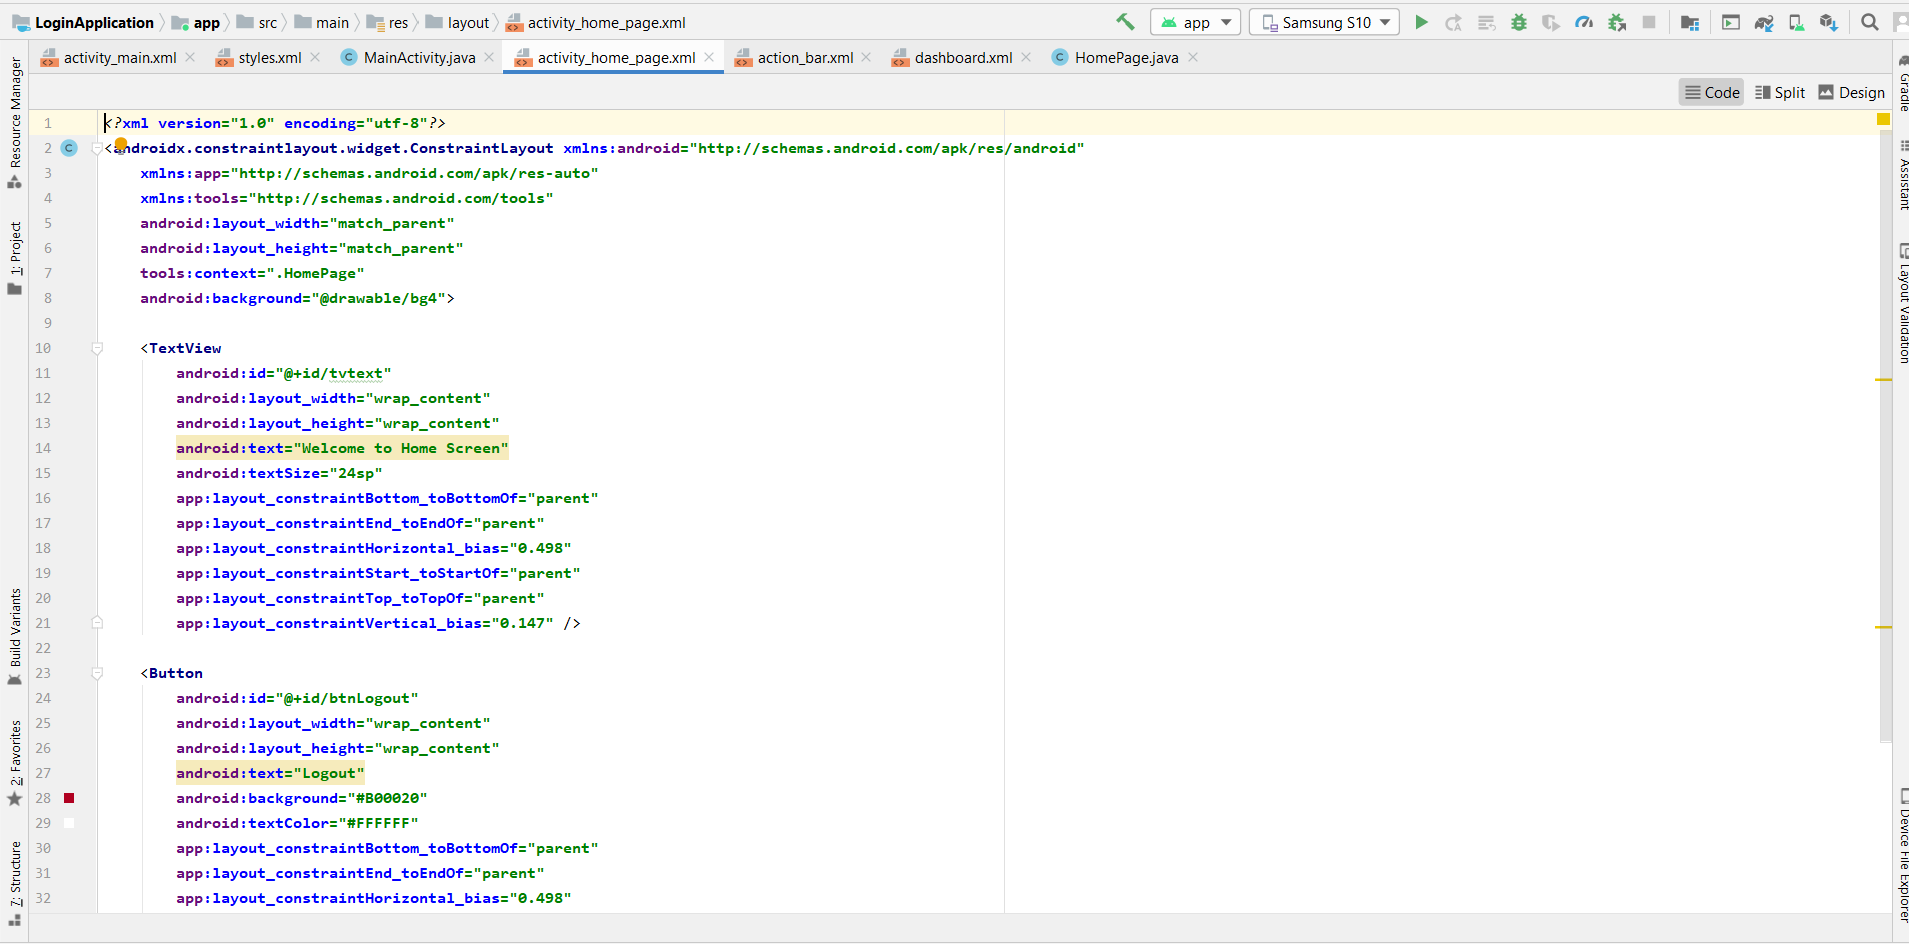 LoginApplication app src main res layout activity_home_page.xml app Samsung S10
activity_main.xml styles.xml MainActivity.java activity_home_page.xml action_bar.xml dashboard.xml HomePage.java
Code Split Design
1 <?xml version="1.0" encoding="utf-8"?>
2 <androidx.constraintlayout.widget.ConstraintLayout xmlns:android="http://schemas.android.com/apk/res/android"
3 xmlns:app="http://schemas.android.com/apk/res-auto"
4 xmlns:tools="http://schemas.android.com/tools"
5 android:layout_width="match_parent"
6 android:layout_height="match_parent"
7 tools:context=".HomePage"
8 android:background="@drawable/bg4">
9
10 <TextView
11 android:id="@+id/tvtext"
12 android:layout_width="wrap_content"
13 android:layout_height="wrap_content"
14 android:text="Welcome to Home Screen"
15 android:textSize="24sp"
16 app:layout_constraintBottom_toBottomOf="parent"
17 app:layout_constraintEnd_toEndOf="parent"
18 app:layout_constraintHorizontal_bias="0.498"
19 app:layout_constraintStart_toStartOf="parent"
20 app:layout_constraintTop_toTopOf="parent"
21 app:layout_constraintVertical_bias="0.147" />
22
23 <Button
24 android:id="@+id/btnLogout"
25 android:layout_width="wrap_content"
26 android:layout_height="wrap_content"
27 android:text="Logout"
28 android:background="#B00020"
29 android:textColor="#FFFFFF"
30 app:layout_constraintBottom_toBottomOf="parent"
31 app:layout_constraintEnd_toEndOf="parent"
32 app:layout_constraintHorizontal_bias="0.498"
Resource Manager
1: Project
Build Variants
2: Favorites
7: Structure
Gradle
Assistant
Layout Validation
Device File Explorer